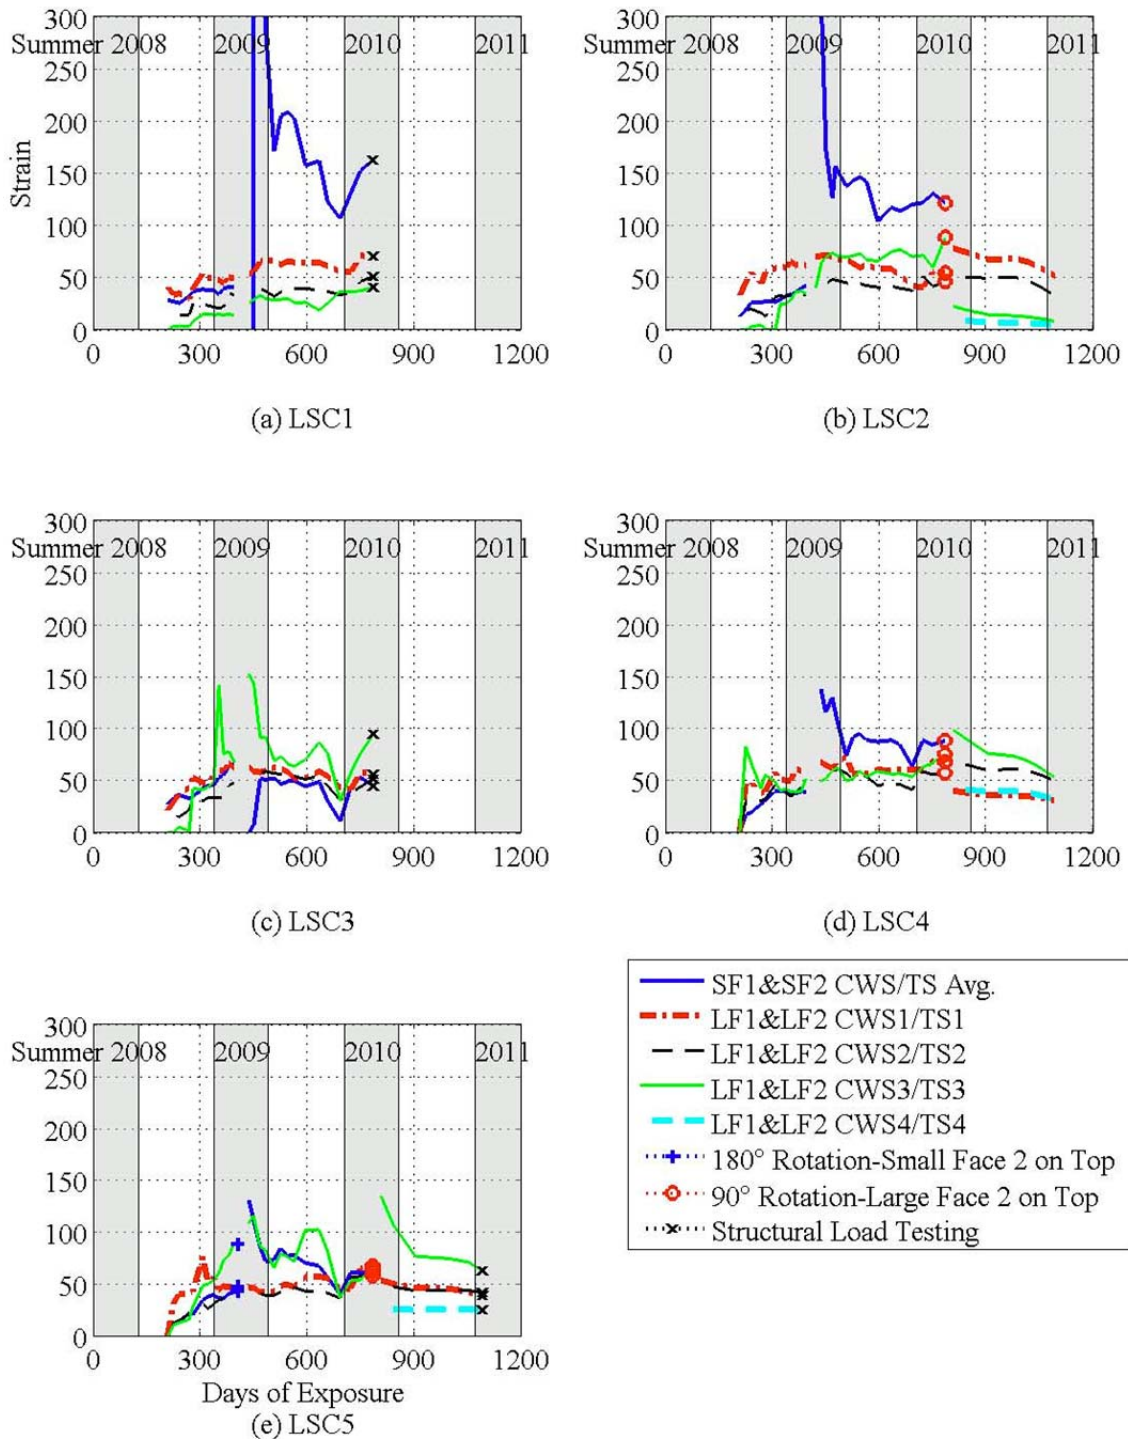 300
Summer 2008 2009 2010 2011
250
200
150
100
50
0
Strain
0 300 600 900 1200
(a) LSC1
300
Summer 2008 2009 2010 2011
250
200
150
100
50
0
0 300 600 900 1200
(b) LSC2
300
Summer 2008 2009 2010 2011
250
200
150
100
50
0
0 300 600 900 1200
(c) LSC3
300
Summer 2008 2009 2010 2011
250
200
150
100
50
0
0 300 600 900 1200
(d) LSC4
300
Summer 2008 2009 2010 2011
250
200
150
100
50
0
0 300 600 900 1200
Days of Exposure
(e) LSC5
SF1&SF2 CWS/TS Avg.
LF1&LF2 CWS1/TS1
LF1&LF2 CWS2/TS2
LF1&LF2 CWS3/TS3
LF1&LF2 CWS4/TS4
180° Rotation-Small Face 2 on Top
90° Rotation-Large Face 2 on Top
Structural Load Testing